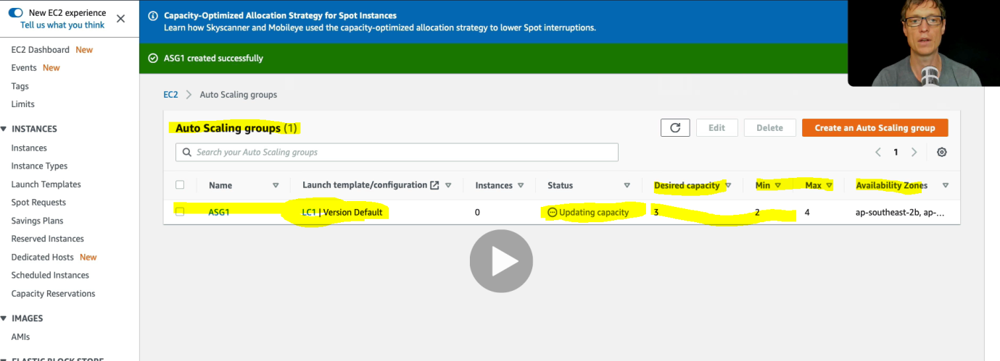 New EC2 experience
Tell us what you think
EC2 Dashboard New
Events New
Tags
Limits
INSTANCES
Instances
Instance Types
Launch Templates
Spot Requests
Savings Plans
Reserved Instances
Dedicated Hosts New
Scheduled Instances
Capacity Reservations
IMAGES
AMIs
ELASTIC BLOCK STORE
Capacity-Optimized Allocation Strategy for Spot Instances
Learn how Skyscanner and Mobileye used the capacity-optimized allocation strategy to lower Spot interruptions.
ASG1 created successfully
EC2 > Auto Scaling groups
Auto Scaling groups (1)
Edit
Delete
Create an Auto Scaling group
Search your Auto Scaling groups
1
Name Launch template/configuration Instances Status Desired capacity Min Max Availability Zones
ASG1 LC1 | Version Default 0 Updating capacity 3 2 4 ap-southeast-2b, ap-...